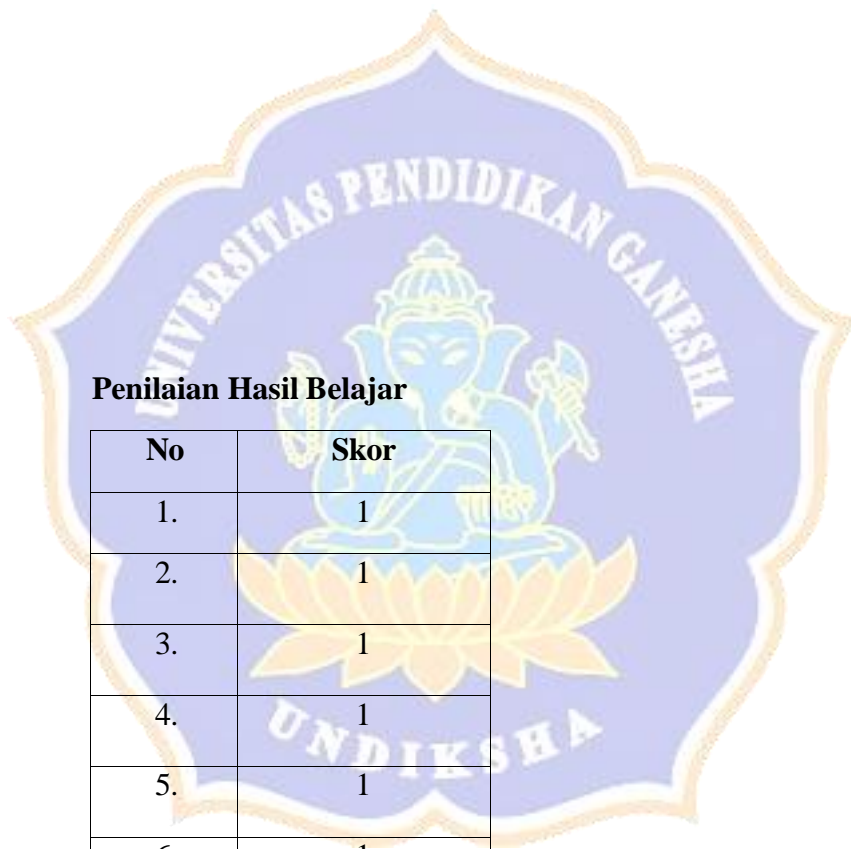 UNIVERSITAS PENDIDIKAN GANESHA
Penilaian Hasil Belajar
No Skor
1. 1
2. 1
3. 1
4. 1
5. 1
UNDIKSHA